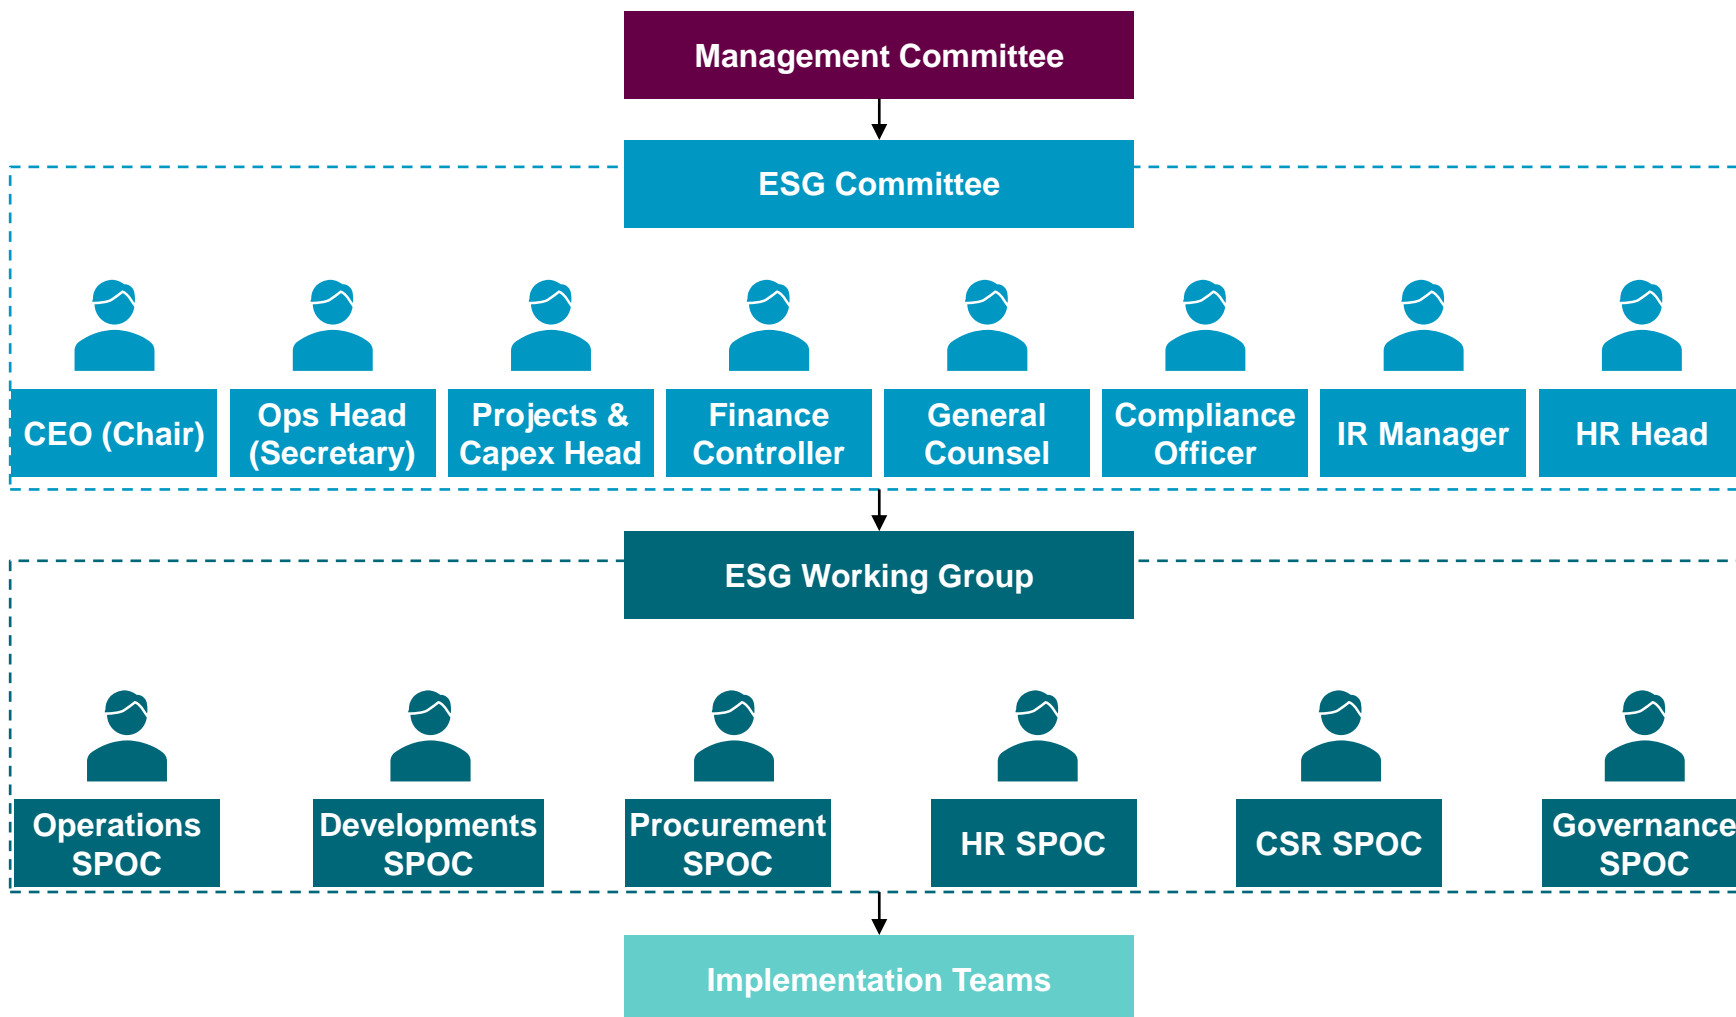 Management Committee
ESG Committee
CEO (Chair)
Ops Head
(Secretary)
Projects &
Capex Head
Finance
Controller
General
Counsel
Compliance
Officer
IR Manager
HR Head
ESG Working Group
Operations
SPOC
Developments
SPOC
Procurement
SPOC
HR SPOC
CSR SPOC
Governance
SPOC
Implementation Teams